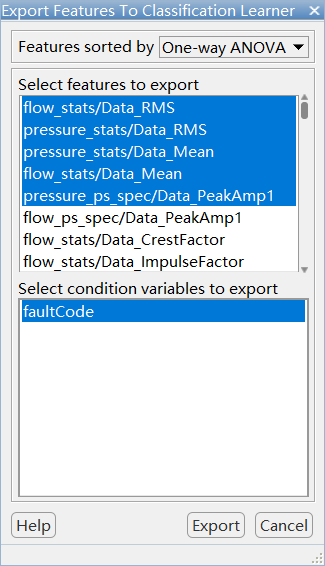 Export Features To Classification Learner
Features sorted by One-way ANOVA
Select features to export
flow_stats/Data_RMS
pressure_stats/Data_RMS
pressure_stats/Data_Mean
flow_stats/Data_Mean
pressure_ps_spec/Data_PeakAmp1
flow_ps_spec/Data_PeakAmp1
flow_stats/Data_CrestFactor
flow_stats/Data_ImpulseFactor
Select condition variables to export
faultCode
Help Export Cancel